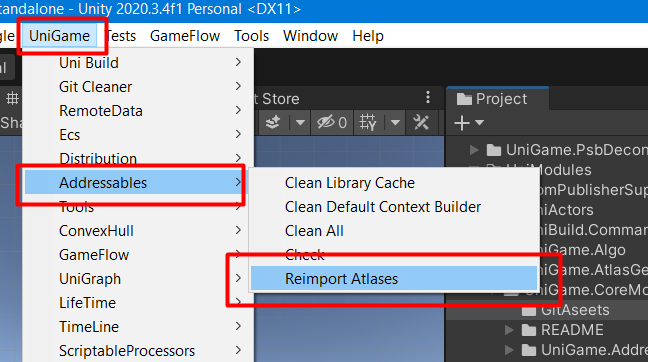 tandalone - Unity 2020.3.4f1 Personal <DX11>
UniGame Tests GameFlow Tools Window Help
Uni Build
Git Cleaner
RemoteData
Ecs
Distribution
Addressables
Tools
ConvexHull
GameFlow
UniGraph
LifeTime
TimeLine
ScriptableProcessors
Clean Library Cache
Clean Default Context Builder
Clean All
Check
Reimport Atlases
t Store
0
Project
UniGame.PsbDecon
UniModules
omPublisherSup
niActors
niBuild.Comma
niGame.Algo
niGame.AtlasGe
niGame.CoreMo
GitAseets
README
UniGame.Addre